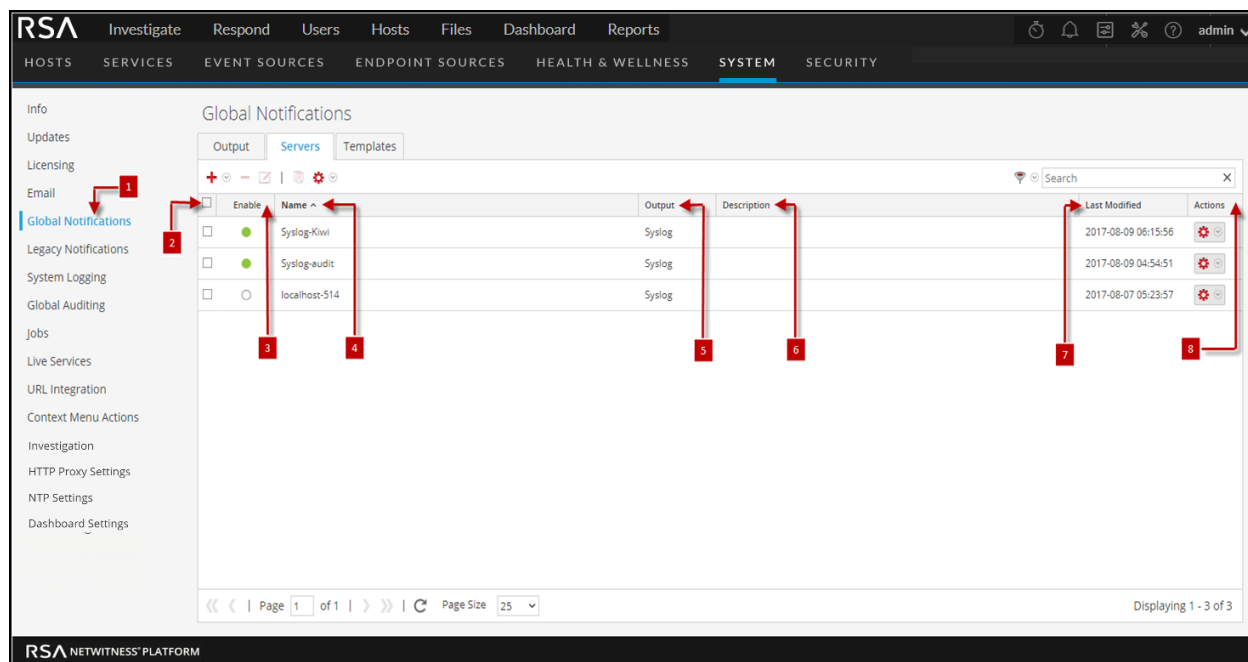 RSA Investigate Respond Users Hosts Files Dashboard Reports admin
HOSTS SERVICES EVENT SOURCES ENDPOINT SOURCES HEALTH & WELLNESS SYSTEM SECURITY
Info
Updates
Licensing
Email
Global Notifications
Legacy Notifications
System Logging
Global Auditing
Jobs
Live Services
URL Integration
Context Menu Actions
Investigation
HTTP Proxy Settings
NTP Settings
Dashboard Settings
1
2
Global Notifications
Output Servers Templates
Search X
Enable Name Output Description Last Modified Actions
Syslog-Kiwi Syslog 2017-08-09 06:15:56
Syslog-audit Syslog 2017-08-09 04:54:51
localhost-514 Syslog 2017-08-07 05:23:57
3 4 5 6 7 8
Page 1 of 1 Page Size 25 Displaying 1 - 3 of 3
RSA NETWITNESS® PLATFORM